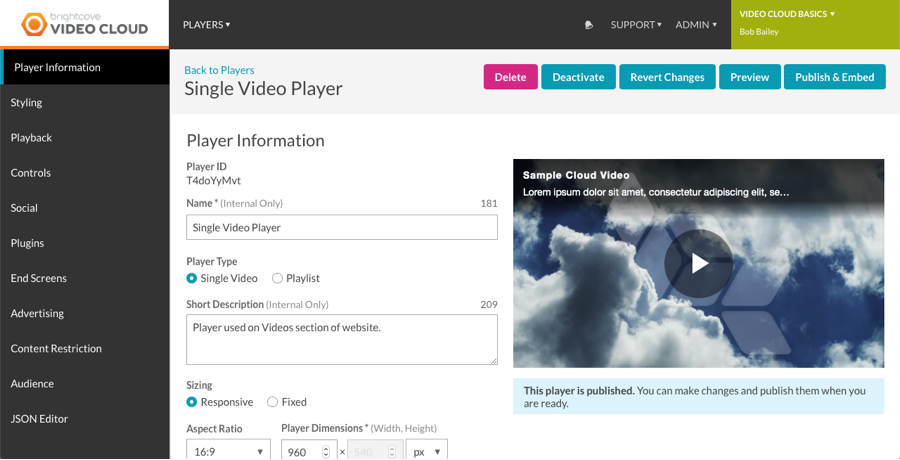 brightcove
VIDEO CLOUD
PLAYERS
SUPPORT
ADMIN
VIDEO CLOUD BASICS
Bob Bailey
Player Information
Styling
Playback
Controls
Social
Plugins
End Screens
Advertising
Content Restriction
Audience
JSON Editor
Back to Players
Single Video Player
Delete
Deactivate
Revert Changes
Preview
Publish & Embed
Player Information
Player ID
T4doYyMvt
Name * (Internal Only) 181
Single Video Player
Player Type
Single Video Playlist
Short Description (Internal Only) 209
Player used on Videos section of website.
Sizing
Responsive Fixed
Aspect Ratio Player Dimensions * (Width, Height)
16:9 960 × 540 px
Sample Cloud Video
Lorem ipsum dolor sit amet, consectetur adipiscing elit, se...
This player is published. You can make changes and publish them when you
are ready.